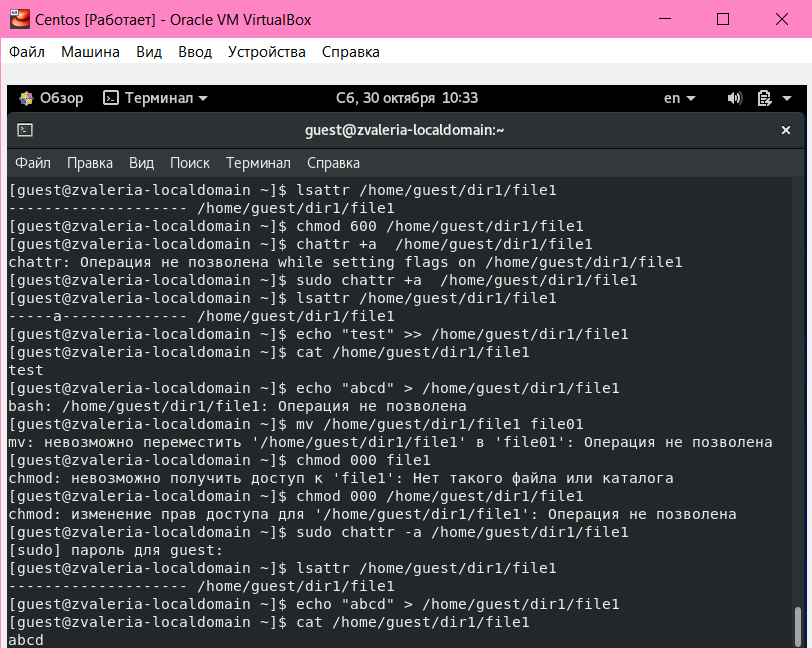 Centos [Работает] - Oracle VM VirtualBox
Файл Машина Вид Ввод Устройства Справка
Обзор Терминал Сб, 30 октября 10:33 en
guest@zvaleria-localdomain:~
Файл Правка Вид Поиск Терминал Справка
[guest@zvaleria-localdomain ~]$ lsattr /home/guest/dir1/file1
-------------------- /home/guest/dir1/file1
[guest@zvaleria-localdomain ~]$ chmod 600 /home/guest/dir1/file1
[guest@zvaleria-localdomain ~]$ chattr +a  /home/guest/dir1/file1
chattr: Операция не позволена while setting flags on /home/guest/dir1/file1
[guest@zvaleria-localdomain ~]$ sudo chattr +a  /home/guest/dir1/file1
[guest@zvaleria-localdomain ~]$ lsattr /home/guest/dir1/file1
-----a-------------- /home/guest/dir1/file1
[guest@zvaleria-localdomain ~]$ echo "test" >> /home/guest/dir1/file1
[guest@zvaleria-localdomain ~]$ cat /home/guest/dir1/file1
test
[guest@zvaleria-localdomain ~]$ echo "abcd" > /home/guest/dir1/file1
bash: /home/guest/dir1/file1: Операция не позволена
[guest@zvaleria-localdomain ~]$ mv /home/guest/dir1/file1 file01
mv: невозможно переместить '/home/guest/dir1/file1' в 'file01': Операция не позволена
[guest@zvaleria-localdomain ~]$ chmod 000 file1
chmod: невозможно получить доступ к 'file1': Нет такого файла или каталога
[guest@zvaleria-localdomain ~]$ chmod 000 /home/guest/dir1/file1
chmod: изменение прав доступа для '/home/guest/dir1/file1': Операция не позволена
[guest@zvaleria-localdomain ~]$ sudo chattr -a /home/guest/dir1/file1
[sudo] пароль для guest:
[guest@zvaleria-localdomain ~]$ lsattr /home/guest/dir1/file1
-------------------- /home/guest/dir1/file1
[guest@zvaleria-localdomain ~]$ echo "abcd" > /home/guest/dir1/file1
[guest@zvaleria-localdomain ~]$ cat /home/guest/dir1/file1
abcd